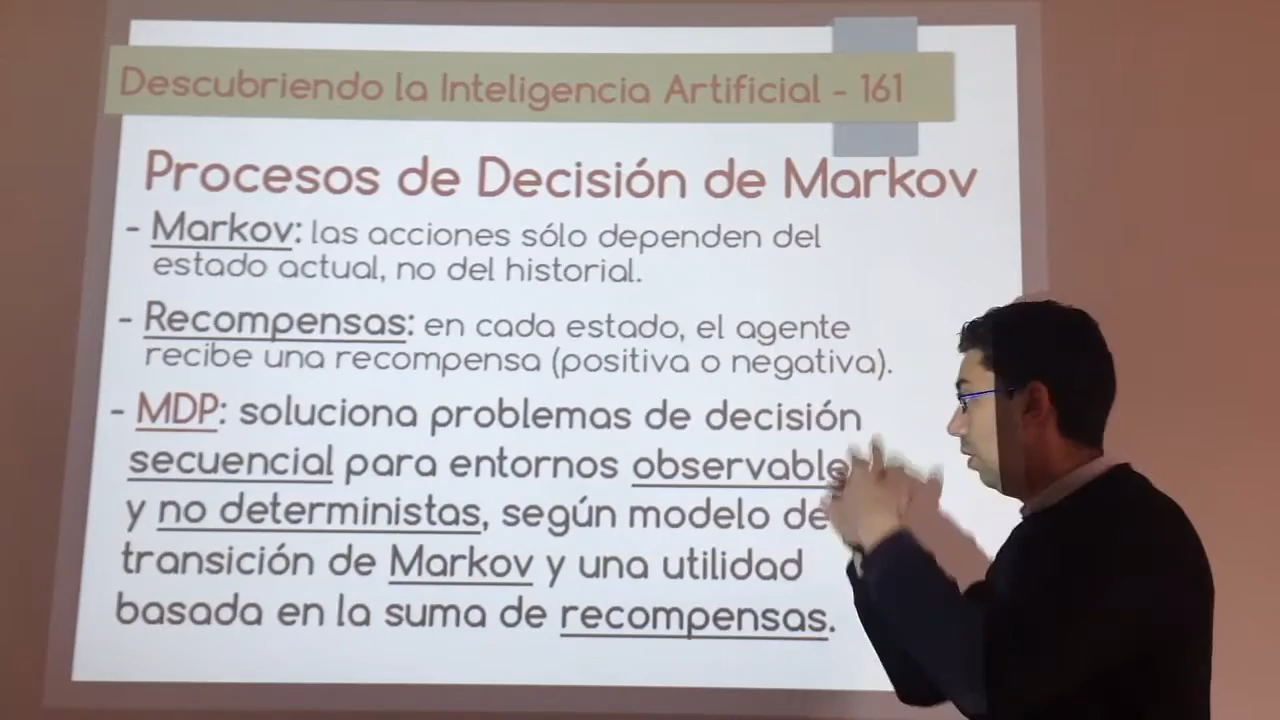 Descubriendo la Inteligencia Artificial - 161
Procesos de Decisión de Markov
- Markov: las acciones sólo dependen del
estado actual, no del historial.
- Recompensas: en cada estado, el agente
recibe una recompensa (positiva o negativa).
- MDP: soluciona problemas de decisión
secuencial para entornos observable
y no deterministas, según modelo de
transición de Markov y una utilidad
basada en la suma de recompensas.